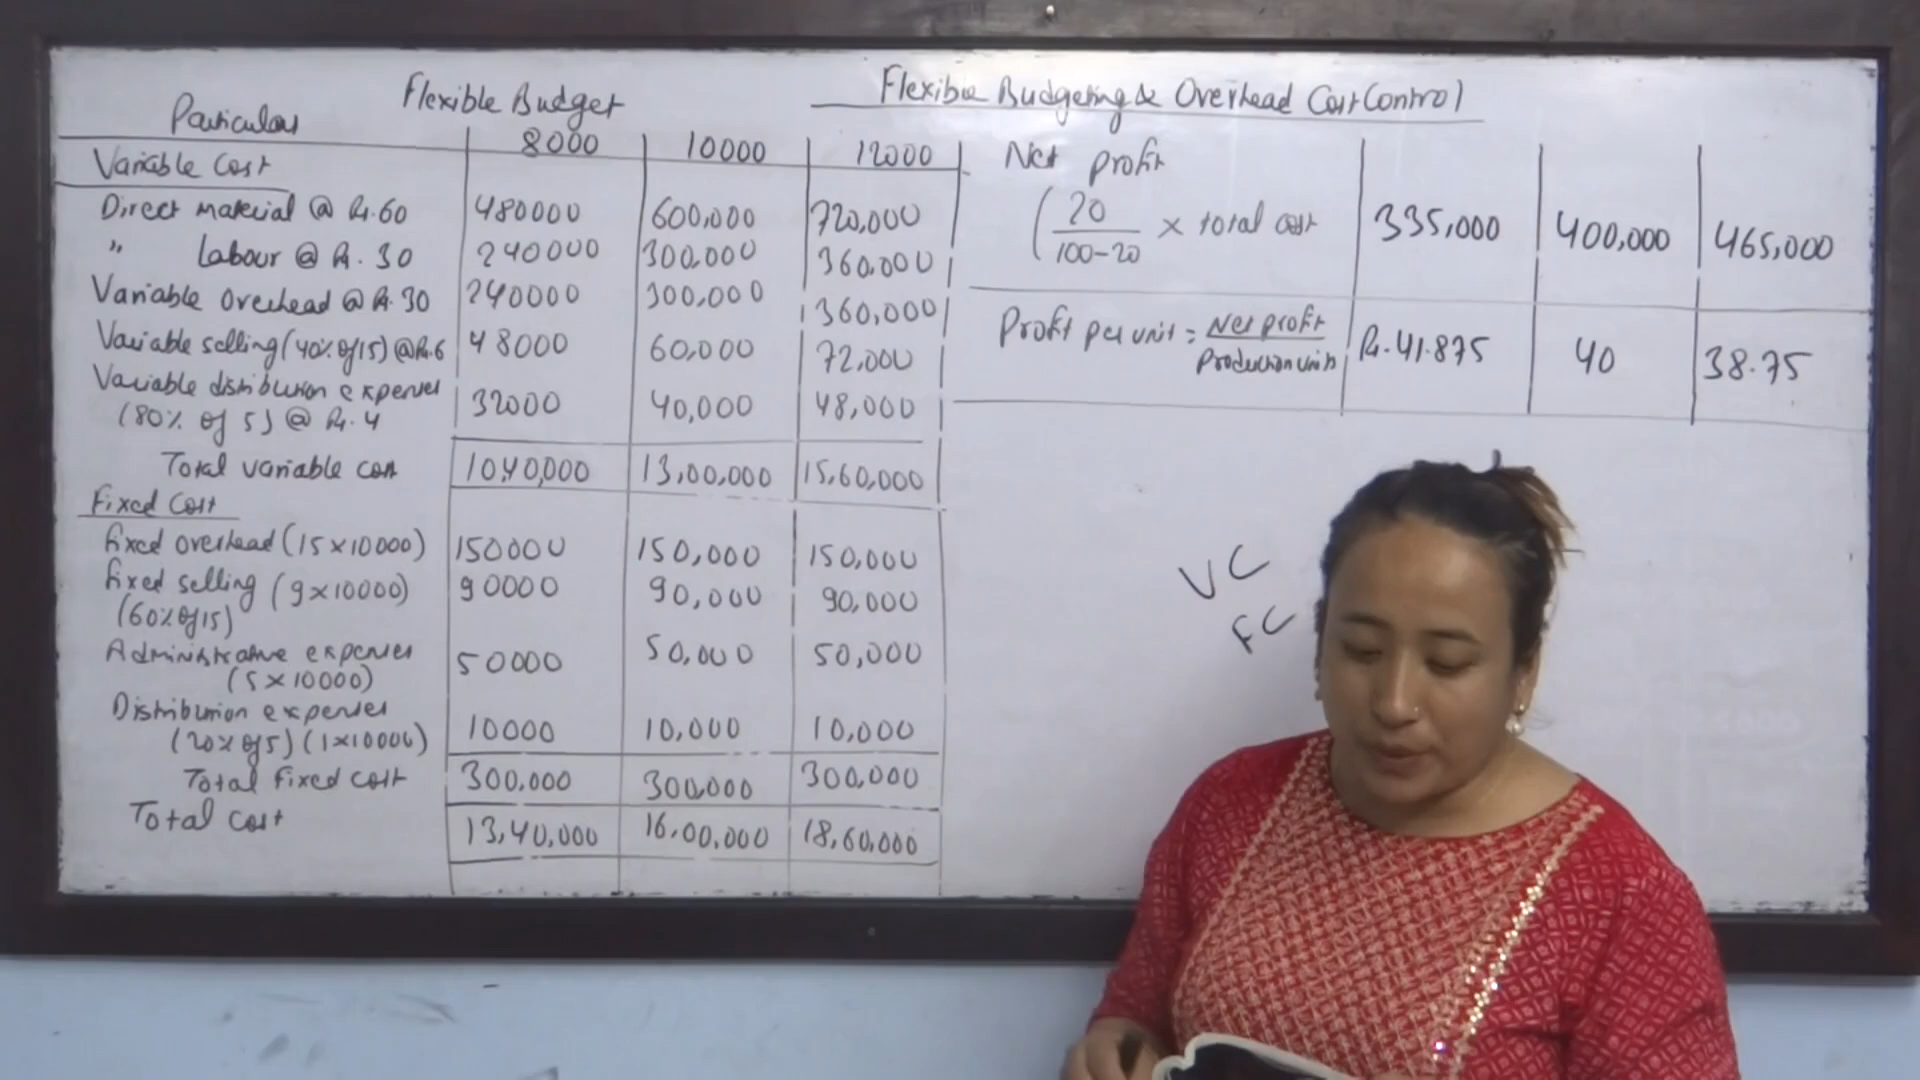 Flexible Budget
Particulars 8000 10000 12000
Variable Cost
Direct material @ Rs.60 480000 600,000 720,000
" Labour @ Rs. 30 240000 300,000 360,000
Variable overhead @ Rs.30 240000 300,000 360,000
Variable selling (40% of 15) @ Rs.6 48000 60,000 72,000
Variable distribution expenses
(80% of 5) @ Rs. 4 32000 40,000 48,000
Total variable cost 10,40,000 13,00,000 15,60,000
Fixed Cost
fixed overhead (15×10000) 150000 150,000 150,000
fixed selling (9×10000) 90000 90,000 90,000
(60% of 15)
Administrative expenses 50000 50,000 50,000
(5×10000)
Distribution expenses
(20% of 5) (1×10000) 10000 10,000 10,000
Total fixed cost 300,000 300,000 300,000
Total cost 13,40,000 16,00,000 18,60,000
Flexible Budgeting & Overhead Cost Control
Net profit
(20/100-20 × total cost 335,000 400,000 465,000
Profit per unit = Net profit/Production units Rs.41.875 40 38.75
VC
FC